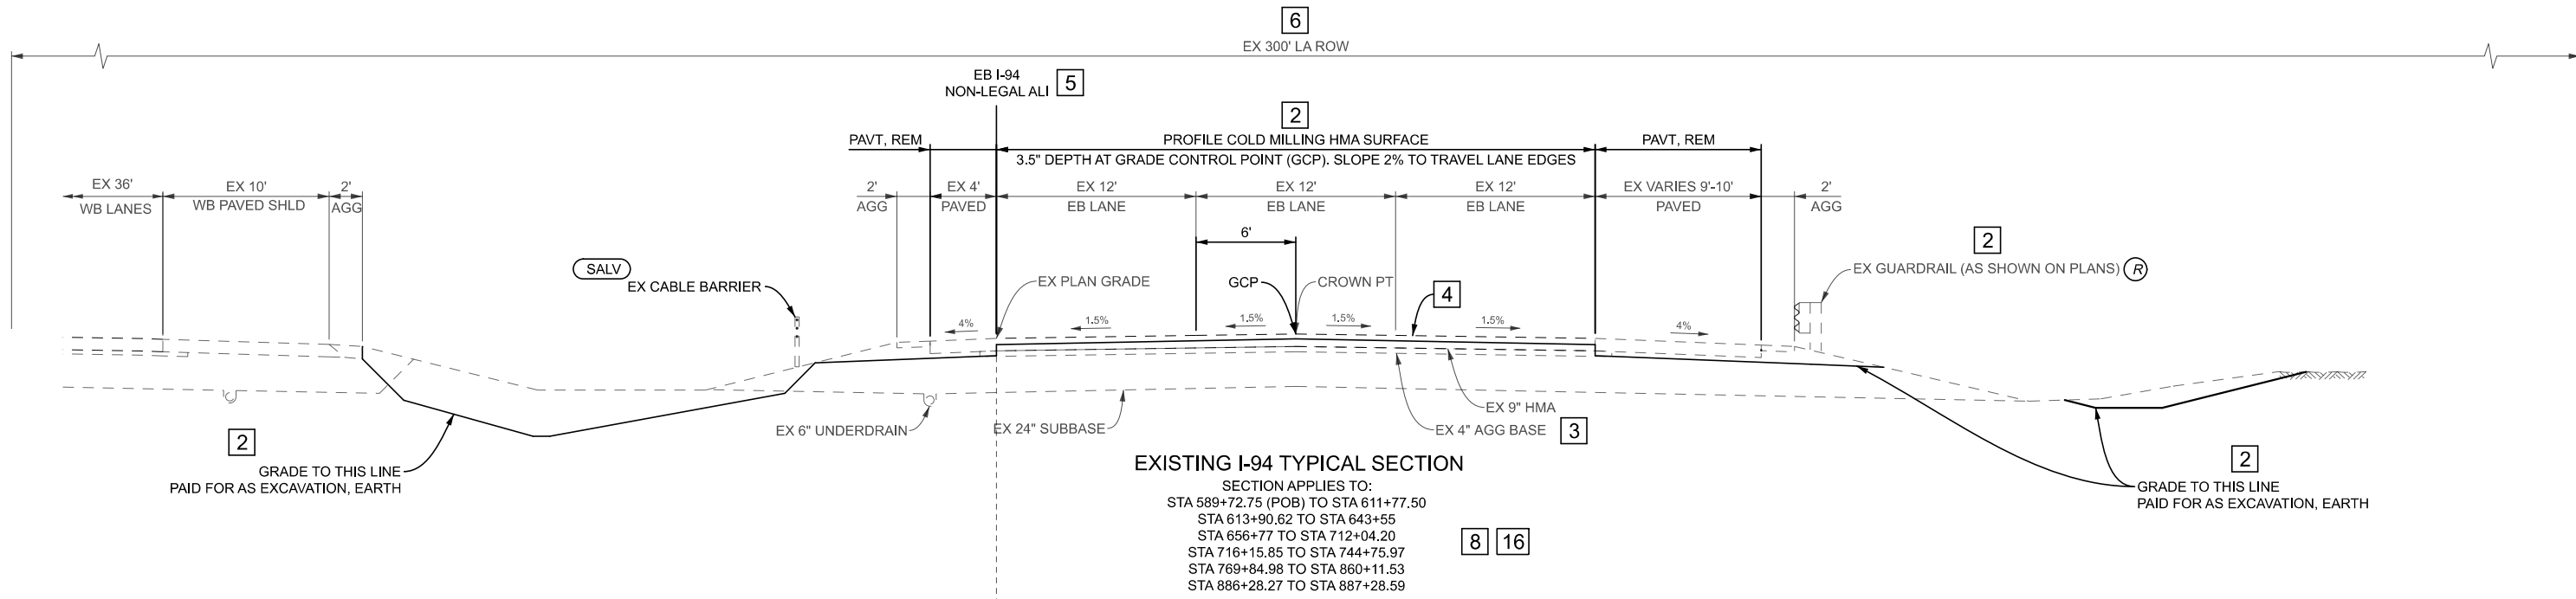 6
EX 300' LA ROW
EB I-94
NON-LEGAL ALI
5
2
PAVT, REM
PROFILE COLD MILLING HMA SURFACE
PAVT, REM
3.5" DEPTH AT GRADE CONTROL POINT (GCP). SLOPE 2% TO TRAVEL LANE EDGES
EX 36'
WB LANES
EX 10'
WB PAVED SHLD
2'
AGG
2'
AGG
EX 4'
PAVED
EX 12'
EB LANE
EX 12'
EB LANE
EX 12'
EB LANE
EX VARIES 9'-10'
PAVED
2'
AGG
6'
2
SALV
EX CABLE BARRIER
EX PLAN GRADE
GCP
CROWN PT
4
EX GUARDRAIL (AS SHOWN ON PLANS)
R
4%
1.5%
1.5%
1.5%
1.5%
4%
EX 6" UNDERDRAIN
EX 24" SUBBASE
EX 9" HMA
EX 4" AGG BASE
3
2
GRADE TO THIS LINE
PAID FOR AS EXCAVATION, EARTH
2
GRADE TO THIS LINE
PAID FOR AS EXCAVATION, EARTH
EXISTING I-94 TYPICAL SECTION
SECTION APPLIES TO:
STA 589+72.75 (POB) TO STA 611+77.50
STA 613+90.62 TO STA 643+55
STA 656+77 TO STA 712+04.20
STA 716+15.85 TO STA 744+75.97
STA 769+84.98 TO STA 860+11.53
STA 886+28.27 TO STA 887+28.59
8
16